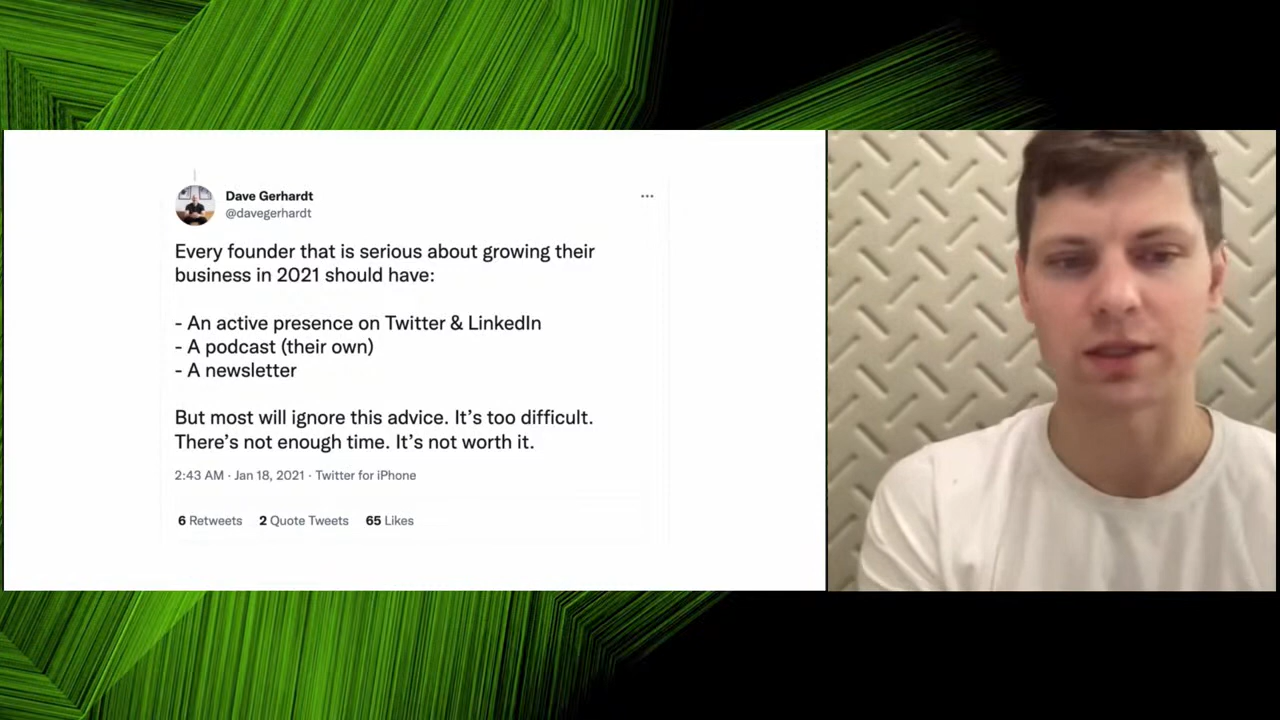 Dave Gerhardt
@davegerhardt
Every founder that is serious about growing their
business in 2021 should have:
- An active presence on Twitter & LinkedIn
- A podcast (their own)
- A newsletter
But most will ignore this advice. It's too difficult.
There's not enough time. It's not worth it.
2:43 AM · Jan 18, 2021 · Twitter for iPhone
6 Retweets 2 Quote Tweets 65 Likes